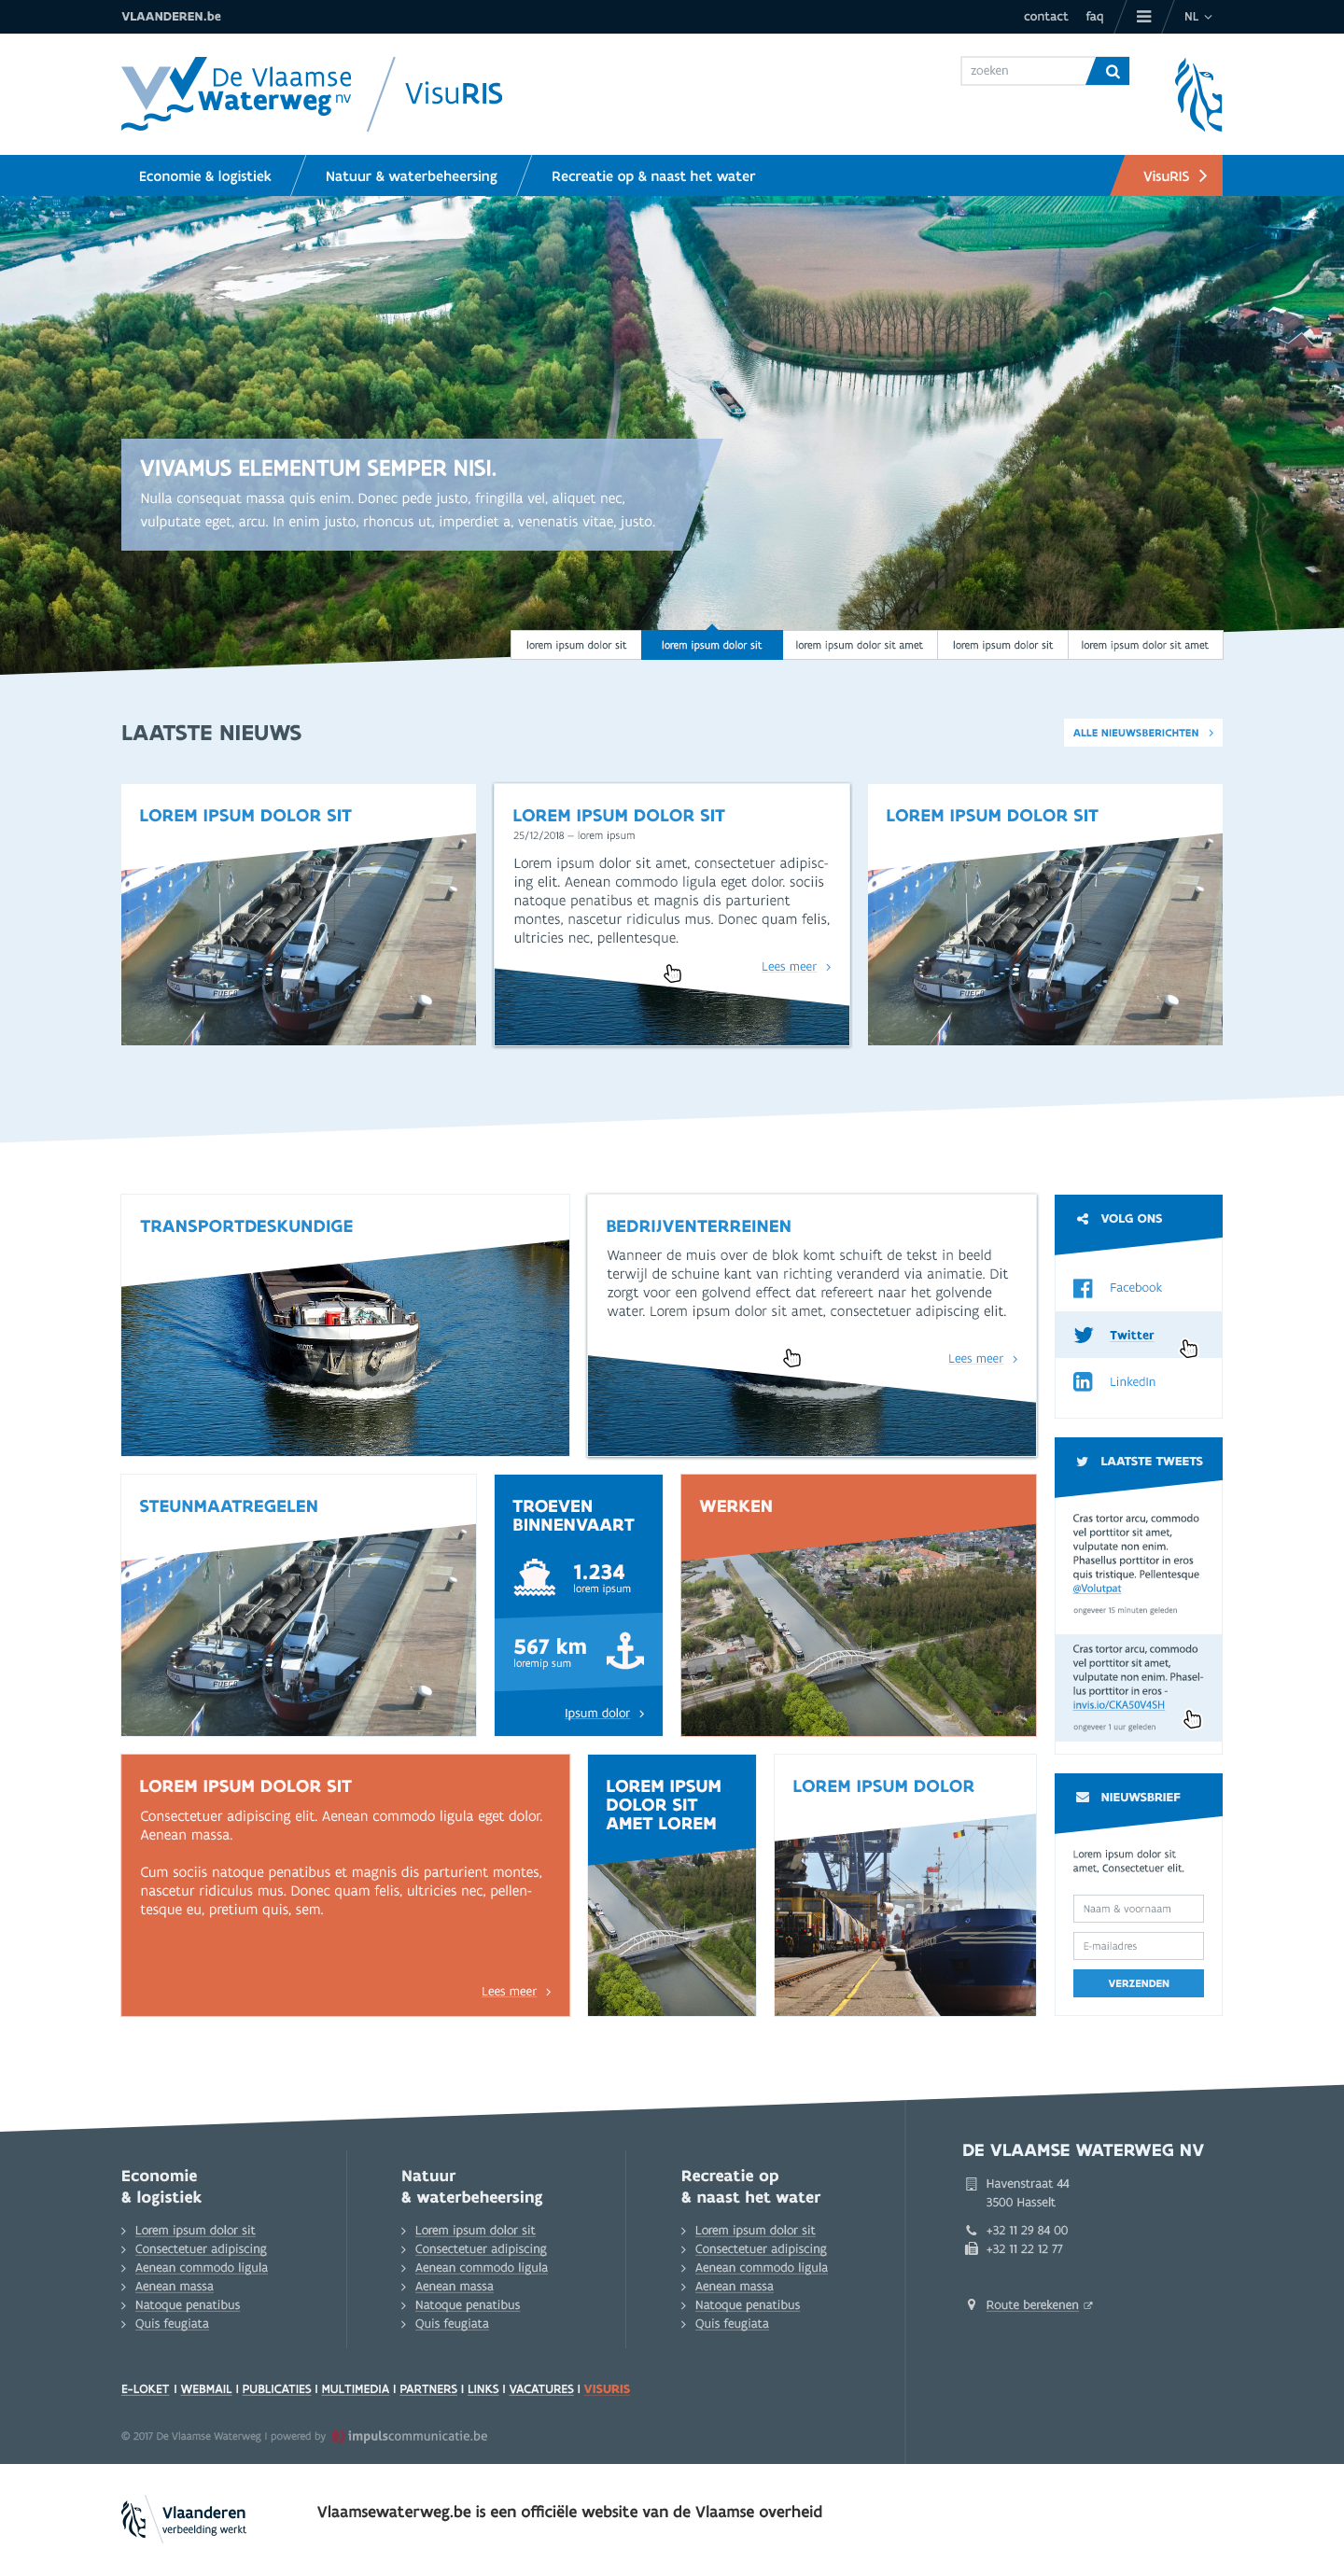 VLAANDEREN.be
contact faq NL
De Vlaamse
Waterweg nv
VisuRIS
zoeken
Economie & logistiek Natuur & waterbeheersing Recreatie op & naast het water VisuRIS
VIVAMUS ELEMENTUM SEMPER NISI.
Nulla consequat massa quis enim. Donec pede justo, fringilla vel, aliquet nec,
vulputate eget, arcu. In enim justo, rhoncus ut, imperdiet a, venenatis vitae, justo.
lorem ipsum dolor sit lorem ipsum dolor sit lorem ipsum dolor sit amet lorem ipsum dolor sit lorem ipsum dolor sit amet
LAATSTE NIEUWS
ALLE NIEUWSBERICHTEN
LOREM IPSUM DOLOR SIT
LOREM IPSUM DOLOR SIT
25/12/2018 – lorem ipsum
Lorem ipsum dolor sit amet, consectetuer adipisc-
ing elit. Aenean commodo ligula eget dolor. sociis
natoque penatibus et magnis dis parturient
montes, nascetur ridiculus mus. Donec quam felis,
ultricies nec, pellentesque.
Lees meer
LOREM IPSUM DOLOR SIT
TRANSPORTDESKUNDIGE
BEDRIJVENTERREINEN
Wanneer de muis over de blok komt schuift de tekst in beeld
terwijl de schuine kant van richting veranderd via animatie. Dit
zorgt voor een golvend effect dat refereert naar het golvende
water. Lorem ipsum dolor sit amet, consectetuer adipiscing elit.
Lees meer
VOLG ONS
Facebook
Twitter
LinkedIn
STEUNMAATREGELEN
TROEVEN
BINNENVAART
1.234
lorem ipsum
567 km
loremip sum
Ipsum dolor
WERKEN
LAATSTE TWEETS
Cras tortor arcu, commodo
vel porttitor sit amet,
vulputate non enim.
Phasellus porttitor in eros
quis tristique. Pellentesque
@Volutpat
ongeveer 15 minuten geleden
Cras tortor arcu, commodo
vel porttitor sit amet,
vulputate non enim. Phasel-
lus porttitor in eros -
invis.io/CKA50V4SH
ongeveer 1 uur geleden
LOREM IPSUM DOLOR SIT
Consectetuer adipiscing elit. Aenean commodo ligula eget dolor.
Aenean massa.
Cum sociis natoque penatibus et magnis dis parturient montes,
nascetur ridiculus mus. Donec quam felis, ultricies nec, pellen-
tesque eu, pretium quis, sem.
Lees meer
LOREM IPSUM
DOLOR SIT
AMET LOREM
LOREM IPSUM DOLOR
NIEUWSBRIEF
Lorem ipsum dolor sit
amet, Consectetuer elit.
Naam & voornaam
E-mailadres
VERZENDEN
Economie
& logistiek
Lorem ipsum dolor sit
Consectetuer adipiscing
Aenean commodo ligula
Aenean massa
Natoque penatibus
Quis feugiata
Natuur
& waterbeheersing
Lorem ipsum dolor sit
Consectetuer adipiscing
Aenean commodo ligula
Aenean massa
Natoque penatibus
Quis feugiata
Recreatie op
& naast het water
Lorem ipsum dolor sit
Consectetuer adipiscing
Aenean commodo ligula
Aenean massa
Natoque penatibus
Quis feugiata
DE VLAAMSE WATERWEG NV
Havenstraat 44
3500 Hasselt
+32 11 29 84 00
+32 11 22 12 77
Route berekenen
E-LOKET | WEBMAIL | PUBLICATIES | MULTIMEDIA | PARTNERS | LINKS | VACATURES | VISURIS
© 2017 De Vlaamse Waterweg | powered by impulscommunicatie.be
Vlaanderen
verbeelding werkt
Vlaamsewaterweg.be is een officiële website van de Vlaamse overheid